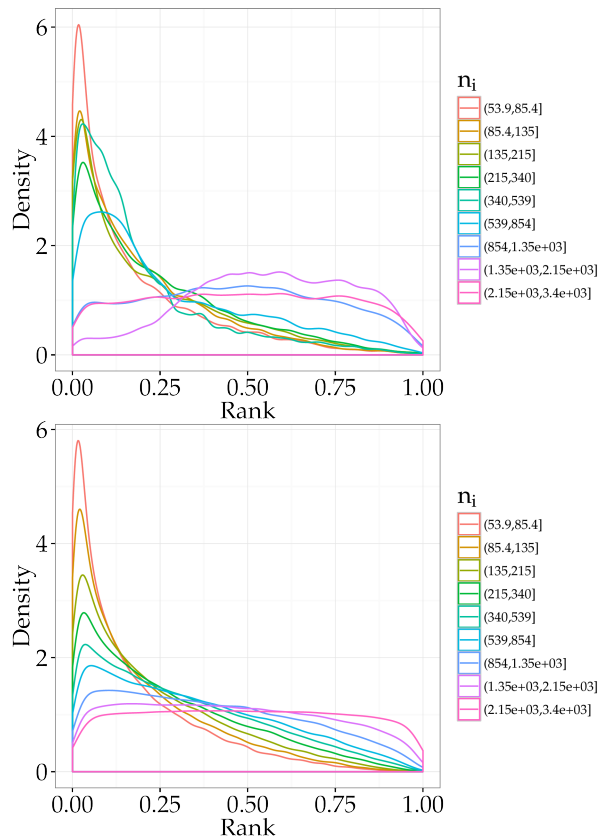 6
4
2
0
Density
0.00 0.25 0.50 0.75 1.00
Rank
nᵢ
(53.9,85.4]
(85.4,135]
(135,215]
(215,340]
(340,539]
(539,854]
(854,1.35e+03]
(1.35e+03,2.15e+03]
(2.15e+03,3.4e+03]
6
4
2
0
Density
0.00 0.25 0.50 0.75 1.00
Rank
nᵢ
(53.9,85.4]
(85.4,135]
(135,215]
(215,340]
(340,539]
(539,854]
(854,1.35e+03]
(1.35e+03,2.15e+03]
(2.15e+03,3.4e+03]